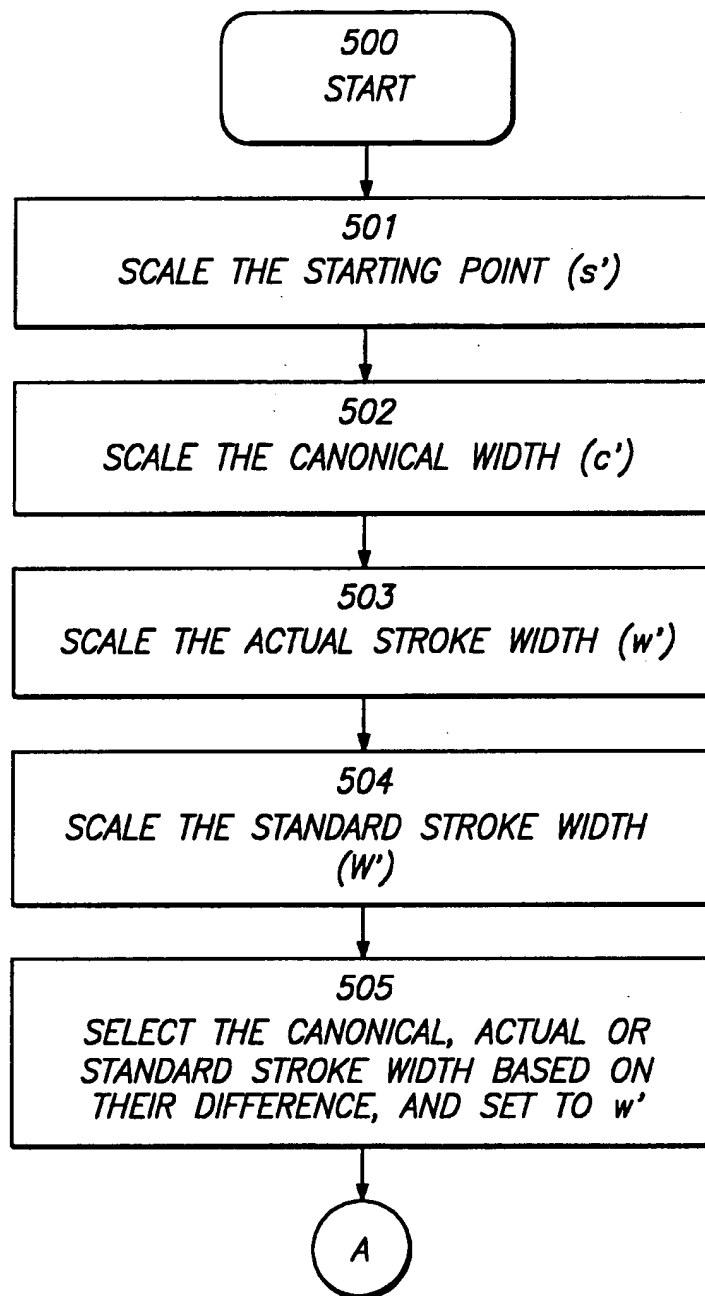 500
START
501
SCALE THE STARTING POINT (s')
502
SCALE THE CANONICAL WIDTH (c')
503
SCALE THE ACTUAL STROKE WIDTH (w')
504
SCALE THE STANDARD STROKE WIDTH
(W')
505
SELECT THE CANONICAL, ACTUAL OR
STANDARD STROKE WIDTH BASED ON
THEIR DIFFERENCE, AND SET TO w'
A